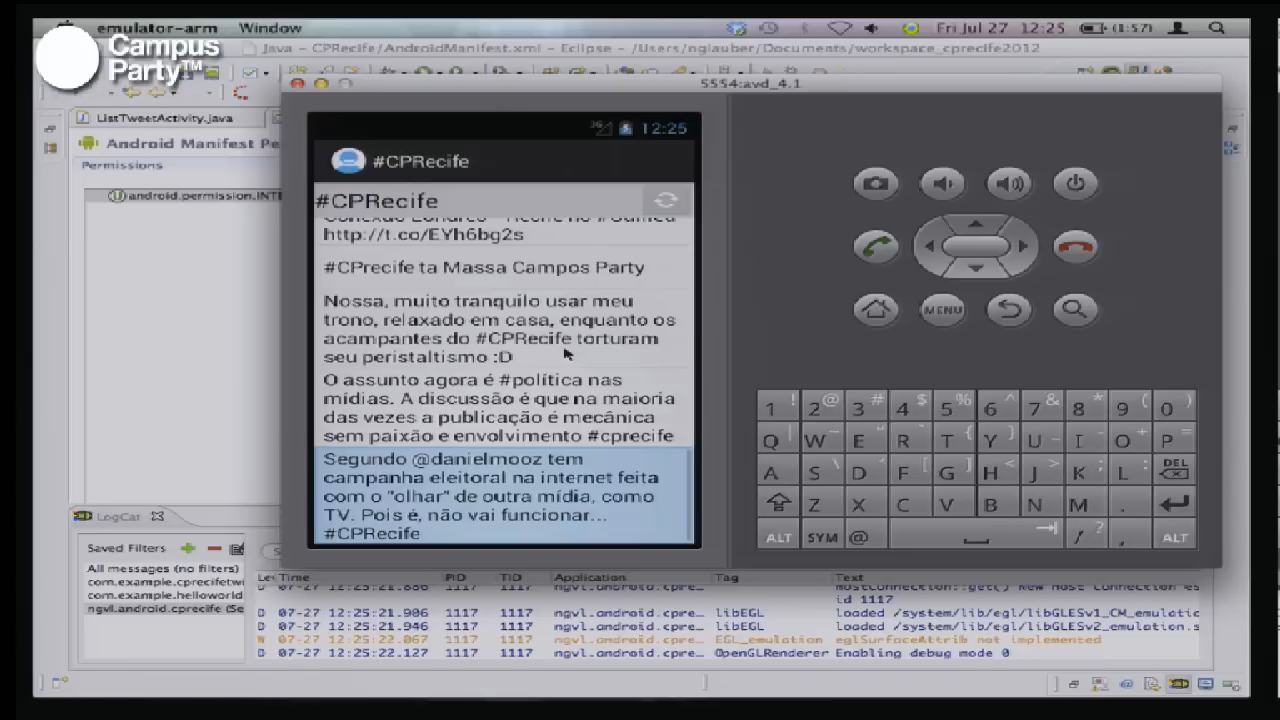 emulator-arm Window Fri Jul 27 12:25 (1:57)
Campus
Party™
Java - CPRecife/AndroidManifest.xml - Eclipse - /Users/nglauber/Documents/workspace_cprecife2012
5554:avd_4.1
ListTweetActivity.java
Android Manifest Pe
Permissions
U android.permission.INTE
3G 12:25
#CPRecife
#CPRecife
http://t.co/EYh6bg2s
#CPrecife ta Massa Campos Party
Nossa, muito tranquilo usar meu
trono, relaxado em casa, enquanto os
acampantes do #CPRecife torturam
seu peristaltismo :D
O assunto agora é #política nas
mídias. A discussão é que na maioria
das vezes a publicação é mecânica
sem paixão e envolvimento #cprecife
Segundo @danielmooz tem
campanha eleitoral na internet feita
com o "olhar" de outra mídia, como
TV. Pois é, não vai funcionar...
#CPRecife
MENU
1 ! 2 @ 3 # 4 $ 5 % 6 ^ 7 & 8 * 9 ( 0 )
Q | W ~ E " R ` T { Y } U _ I - O + P =
A S \ D ' F [ G ] H < J > K ; L : DEL
Z X C V B N M .
ALT SYM @ / ? , ALT
LogCat
Saved Filters
All messages (no filters)
com.example.cprecifetw
com.example.helloworld
ngvl.android.cprecife (Se
Le Time PID TID Application Tag Text
id 1117
D 07-27 12:25:21.906 1117 1117 ngvl.android.cpre... libEGL loaded /system/lib/egl/libGLESv1_CM_emulatio
D 07-27 12:25:21.946 1117 1117 ngvl.android.cpre... libEGL loaded /system/lib/egl/libGLESv2_emulation.s
W 07-27 12:25:22.067 1117 1117 ngvl.android.cpre... EGL_emulation eglSurfaceAttrib not implemented
D 07-27 12:25:22.127 1117 1117 ngvl.android.cpre... OpenGLRenderer Enabling debug mode 0